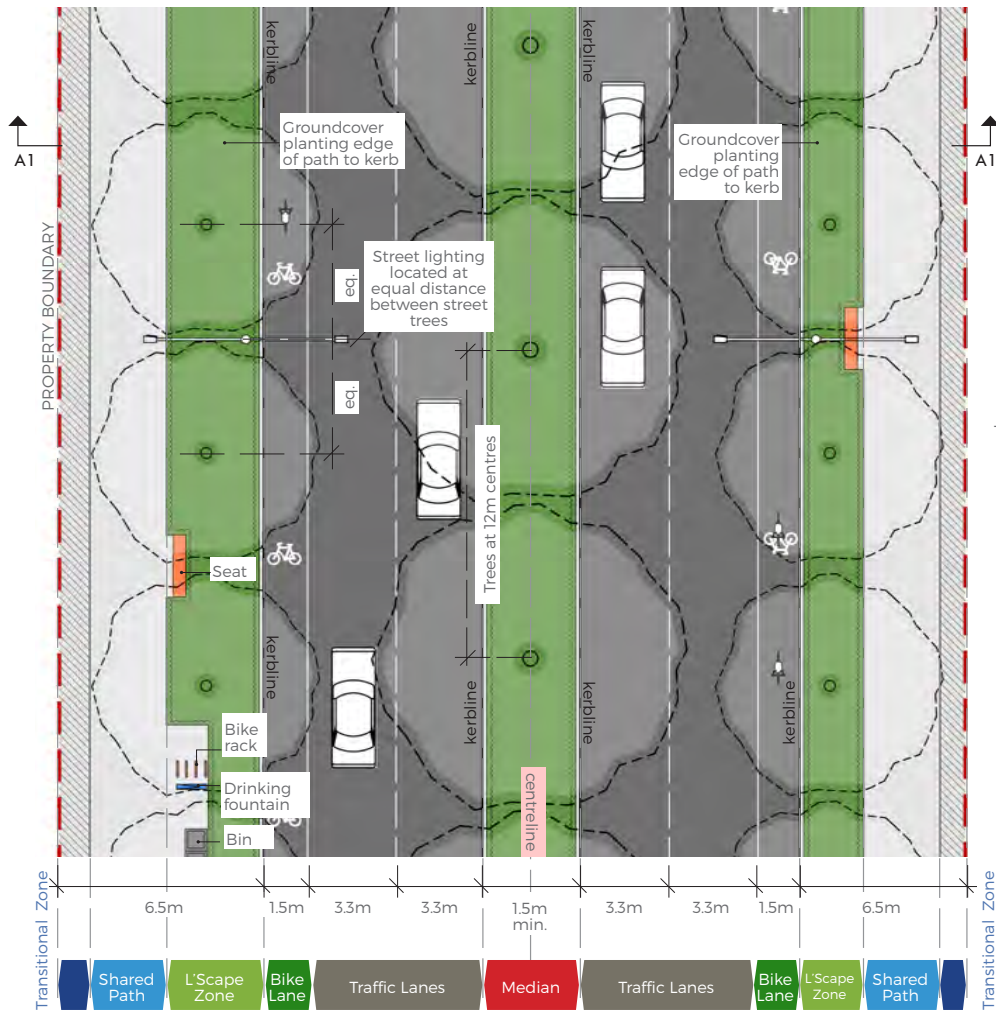 kerbline
kerbline
kerbline
kerbline
A1
Groundcover
planting edge
of path to kerb
Groundcover
planting
edge of path
to kerb
A1
PROPERTY BOUNDARY
Street lighting
located at
equal distance
between street
trees
eq.
eq.
Trees at 12m centres
Seat
kerbline
kerbline
kerbline
kerbline
Bike
rack
Drinking
fountain
Bin
centreline
Transitional Zone
6.5m
1.5m
3.3m
3.3m
1.5m
min.
3.3m
3.3m
1.5m
6.5m
Transitional Zone
Shared
Path
L'Scape
Zone
Bike
Lane
Traffic Lanes
Median
Traffic Lanes
Bike
Lane
L'Scape
Zone
Shared
Path